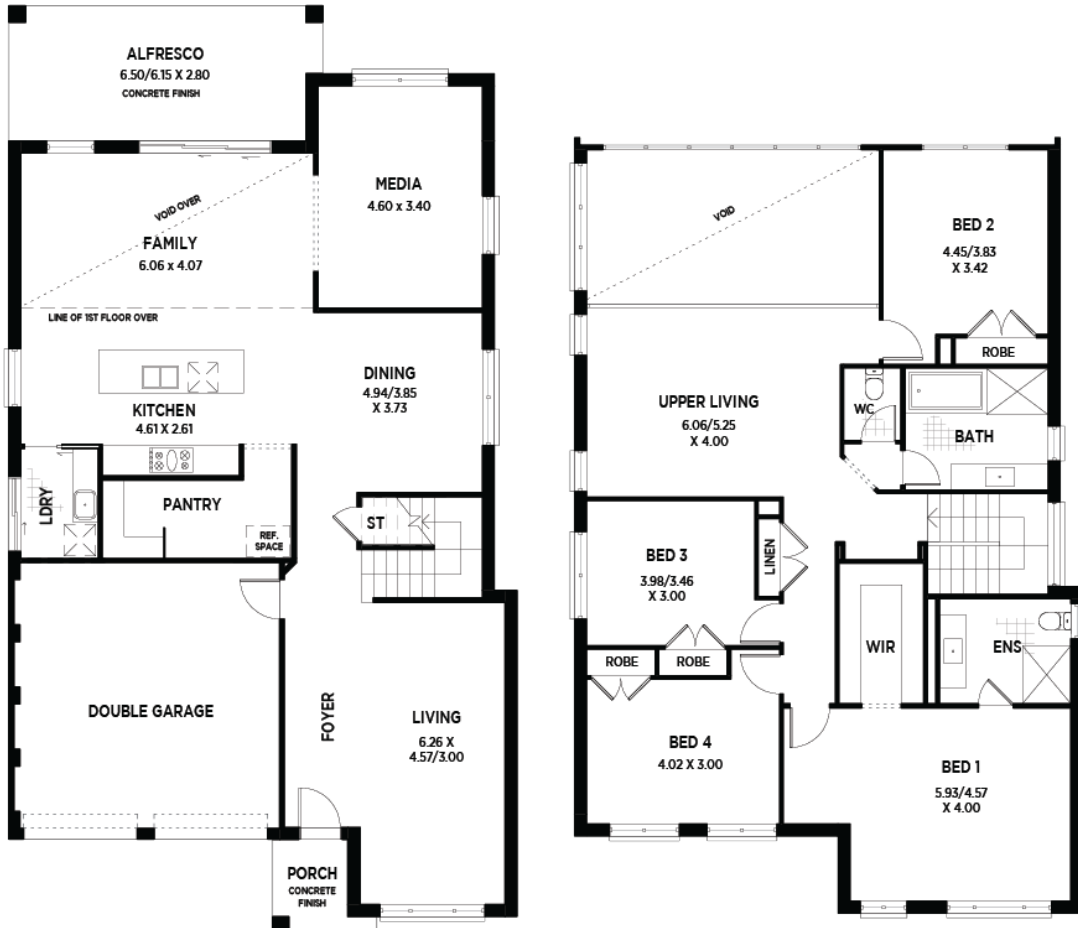 ALFRESCO
6.50/6.15 X 2.80
CONCRETE FINISH
MEDIA
4.60 x 3.40
VOID OVER
FAMILY
6.06 x 4.07
LINE OF 1ST FLOOR OVER
DINING
4.94/3.85
X 3.73
KITCHEN
4.61 X 2.61
LDRY
PANTRY
REF.
SPACE
ST
DOUBLE GARAGE
FOYER
LIVING
6.26 X
4.57/3.00
PORCH
CONCRETE
FINISH
VOID
BED 2
4.45/3.83
X 3.42
ROBE
UPPER LIVING
6.06/5.25
X 4.00
WC
BATH
BED 3
3.98/3.46
X 3.00
LINEN
ROBE
ROBE
WIR
ENS
BED 4
4.02 X 3.00
BED 1
5.93/4.57
X 4.00